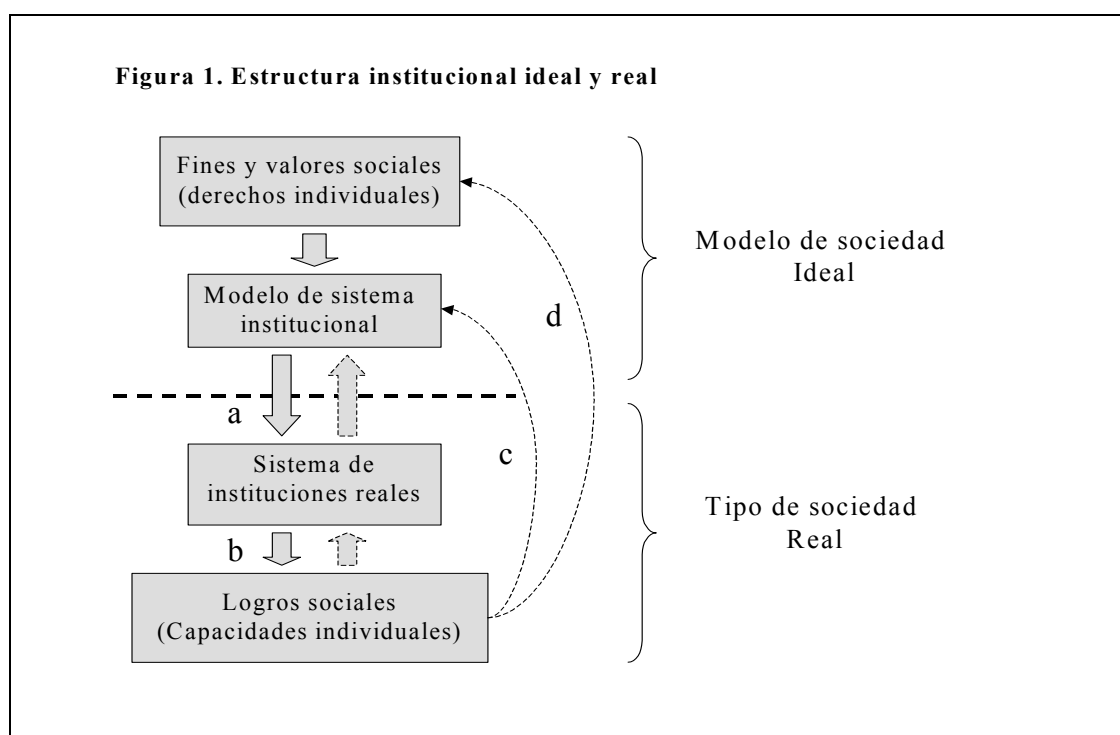 Figura 1. Estructura institucional ideal y real
Fines y valores sociales
(derechos individuales)
Modelo de sociedad
Ideal
Modelo de sistema
institucional
d
a
c
Sistema de
instituciones reales
Tipo de sociedad
Real
b
Logros sociales
(Capacidades individuales)